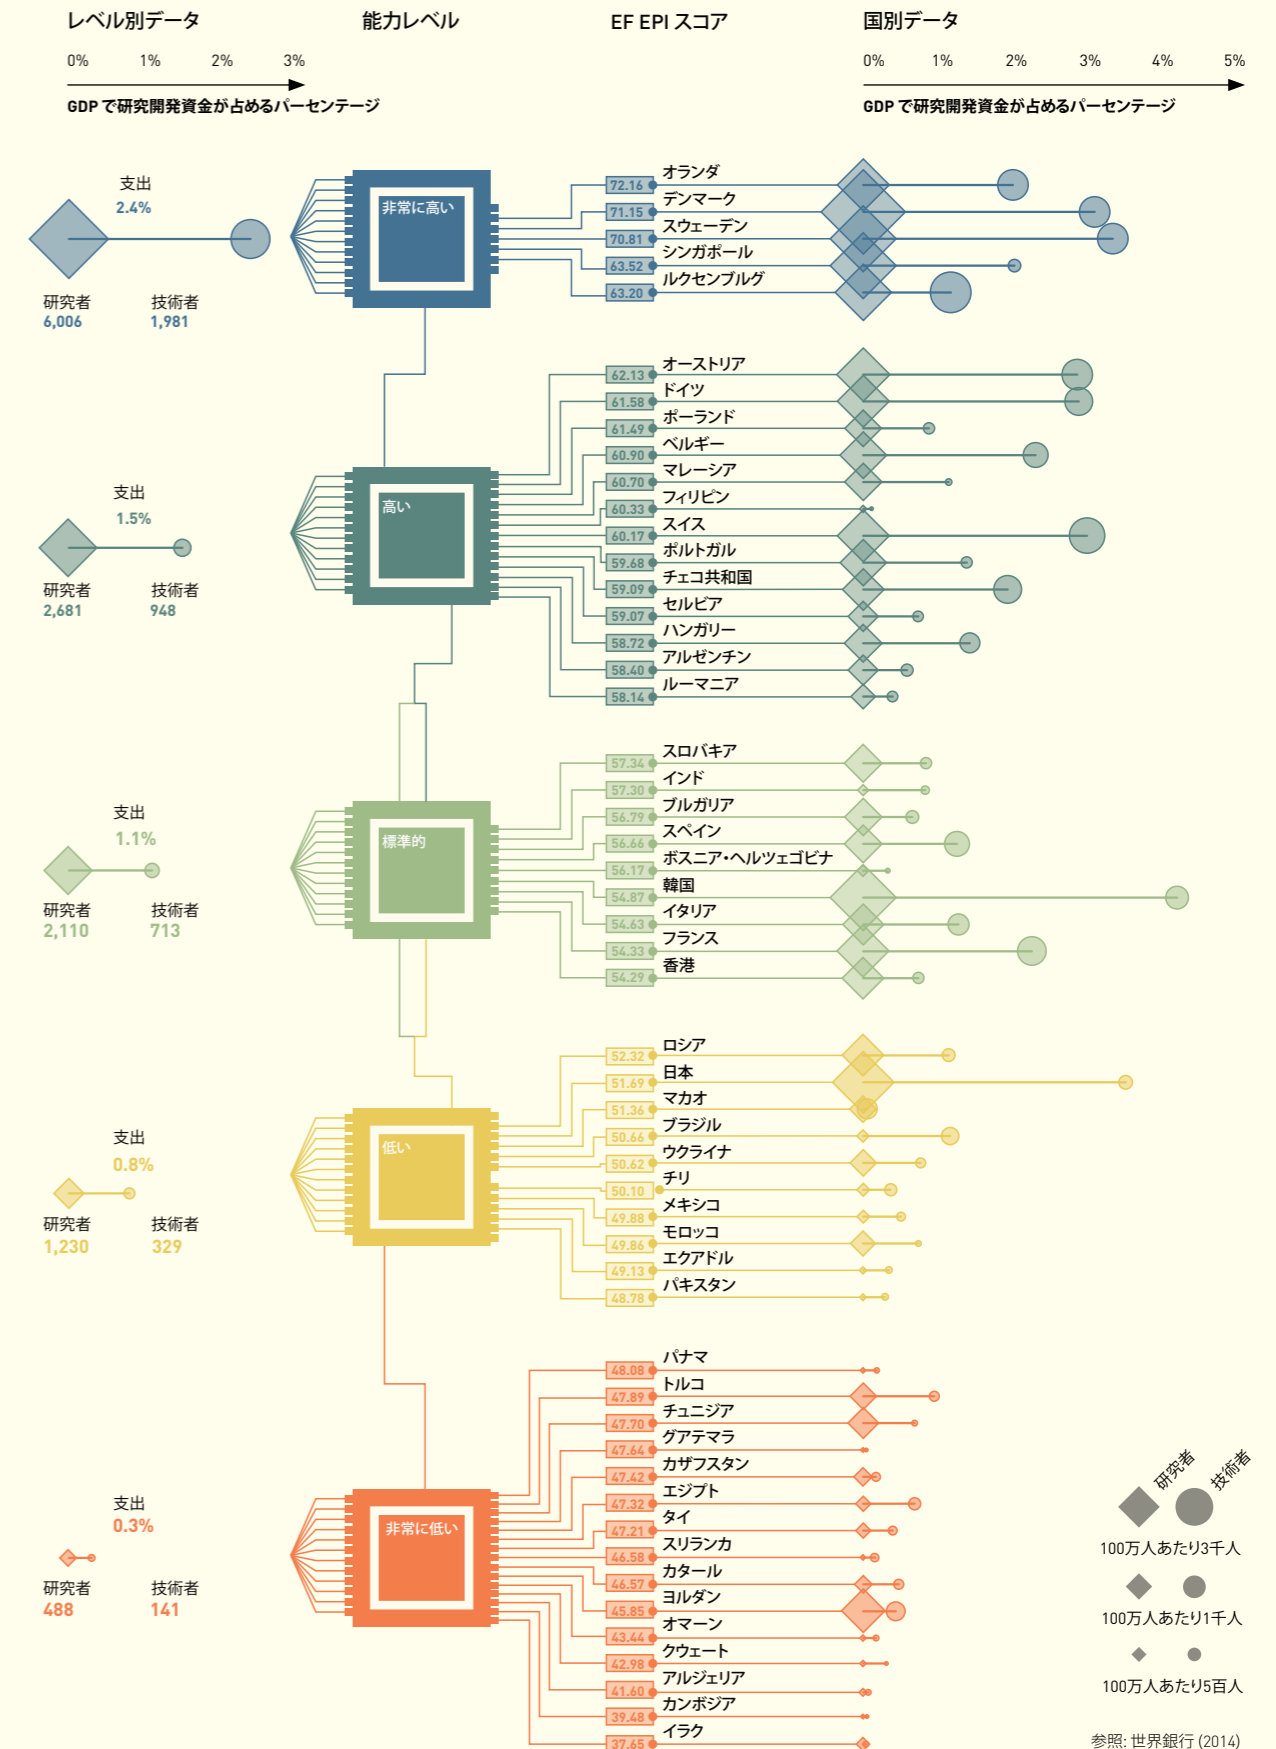 レベル別データ
能力レベル
EF EPI スコア
国別データ
0% 1% 2% 3%
0% 1% 2% 3% 4% 5%
GDP で研究開発資金が占めるパーセンテージ
GDP で研究開発資金が占めるパーセンテージ
支出
2.4%
研究者 技術者
6,006 1,981
非常に高い
72.16 オランダ
71.15 デンマーク
70.81 スウェーデン
63.52 シンガポール
63.20 ルクセンブルグ
支出
1.5%
研究者 技術者
2,681 948
高い
62.13 オーストリア
61.58 ドイツ
61.49 ポーランド
60.90 ベルギー
60.70 マレーシア
60.33 フィリピン
60.17 スイス
59.68 ポルトガル
59.09 チェコ共和国
59.07 セルビア
58.72 ハンガリー
58.40 アルゼンチン
58.14 ルーマニア
支出
1.1%
研究者 技術者
2,110 713
標準的
57.34 スロバキア
57.30 インド
56.79 ブルガリア
56.66 スペイン
56.17 ボスニア・ヘルツェゴビナ
54.87 韓国
54.63 イタリア
54.33 フランス
54.29 香港
支出
0.8%
研究者 技術者
1,230 329
低い
52.32 ロシア
51.69 日本
51.36 マカオ
50.66 ブラジル
50.62 ウクライナ
50.10 チリ
49.88 メキシコ
49.86 モロッコ
49.13 エクアドル
48.78 パキスタン
支出
0.3%
研究者 技術者
488 141
非常に低い
48.08 パナマ
47.89 トルコ
47.70 チュニジア
47.64 グアテマラ
47.42 カザフスタン
47.32 エジプト
47.21 タイ
46.58 スリランカ
46.57 カタール
45.85 ヨルダン
43.44 オマーン
42.98 クウェート
41.60 アルジェリア
39.48 カンボジア
37.65 イラク
研究者 技術者
100万人あたり3千人
100万人あたり1千人
100万人あたり5百人
参照: 世界銀行 (2014)